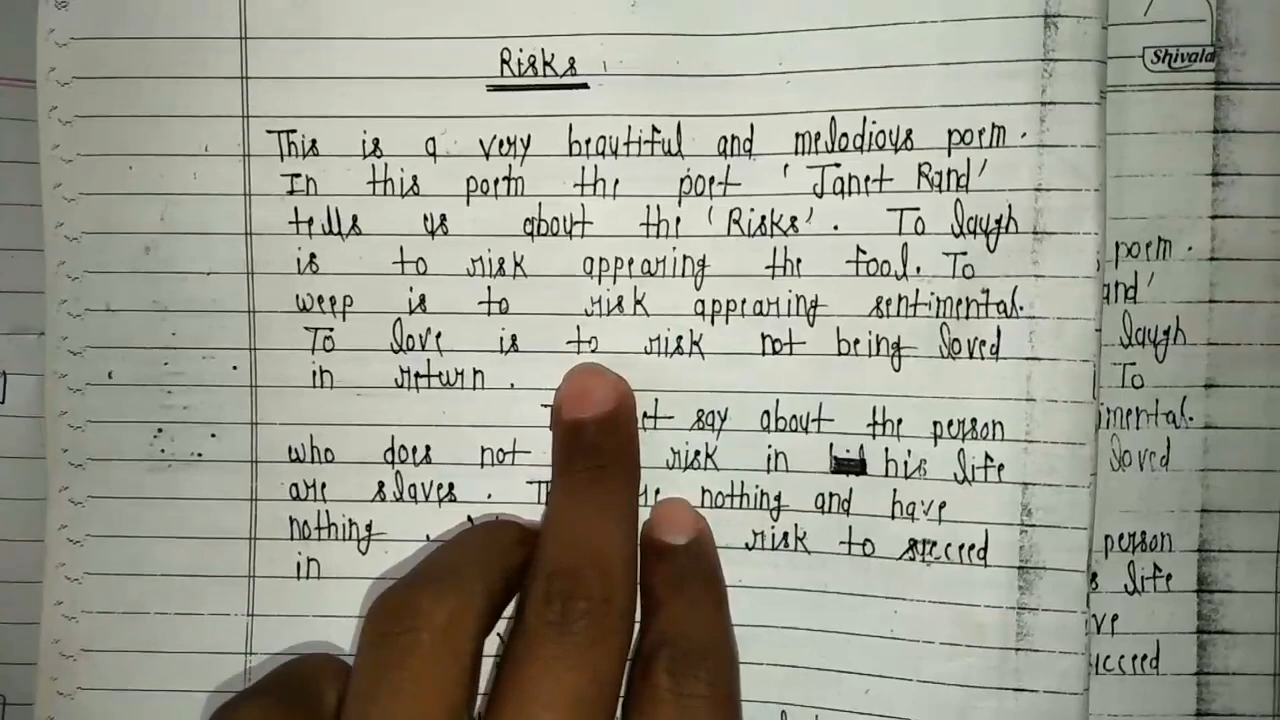 Risks
This is a very beautiful and melodious poem.
In this poem the poet 'Janet Rand'
tells us about the 'Risks'. To laugh
is to risk appearing the fool. To
weep is to risk appearing sentimental.
To love is to risk not being loved
in return.
say about the person
who does not risk in his life
are slaves. nothing and have
nothing. risk to succeed
in
Shivala
poem.
and'
laugh
To
imental.
loved
person
s life
ve
cceed